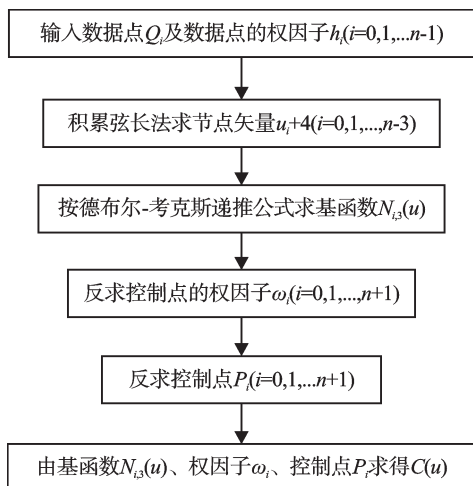 输入数据点Qi及数据点的权因子hi(i=0,1,...n-1)
积累弦长法求节点矢量ui+4(i=0,1,...,n-3)
按德布尔-考克斯递推公式求基函数Ni,3(u)
反求控制点的权因子ωi(i=0,1,...,n+1)
反求控制点Pi(i=0,1,...n+1)
由基函数Ni,3(u)、权因子ωi、控制点Pi求得C(u)